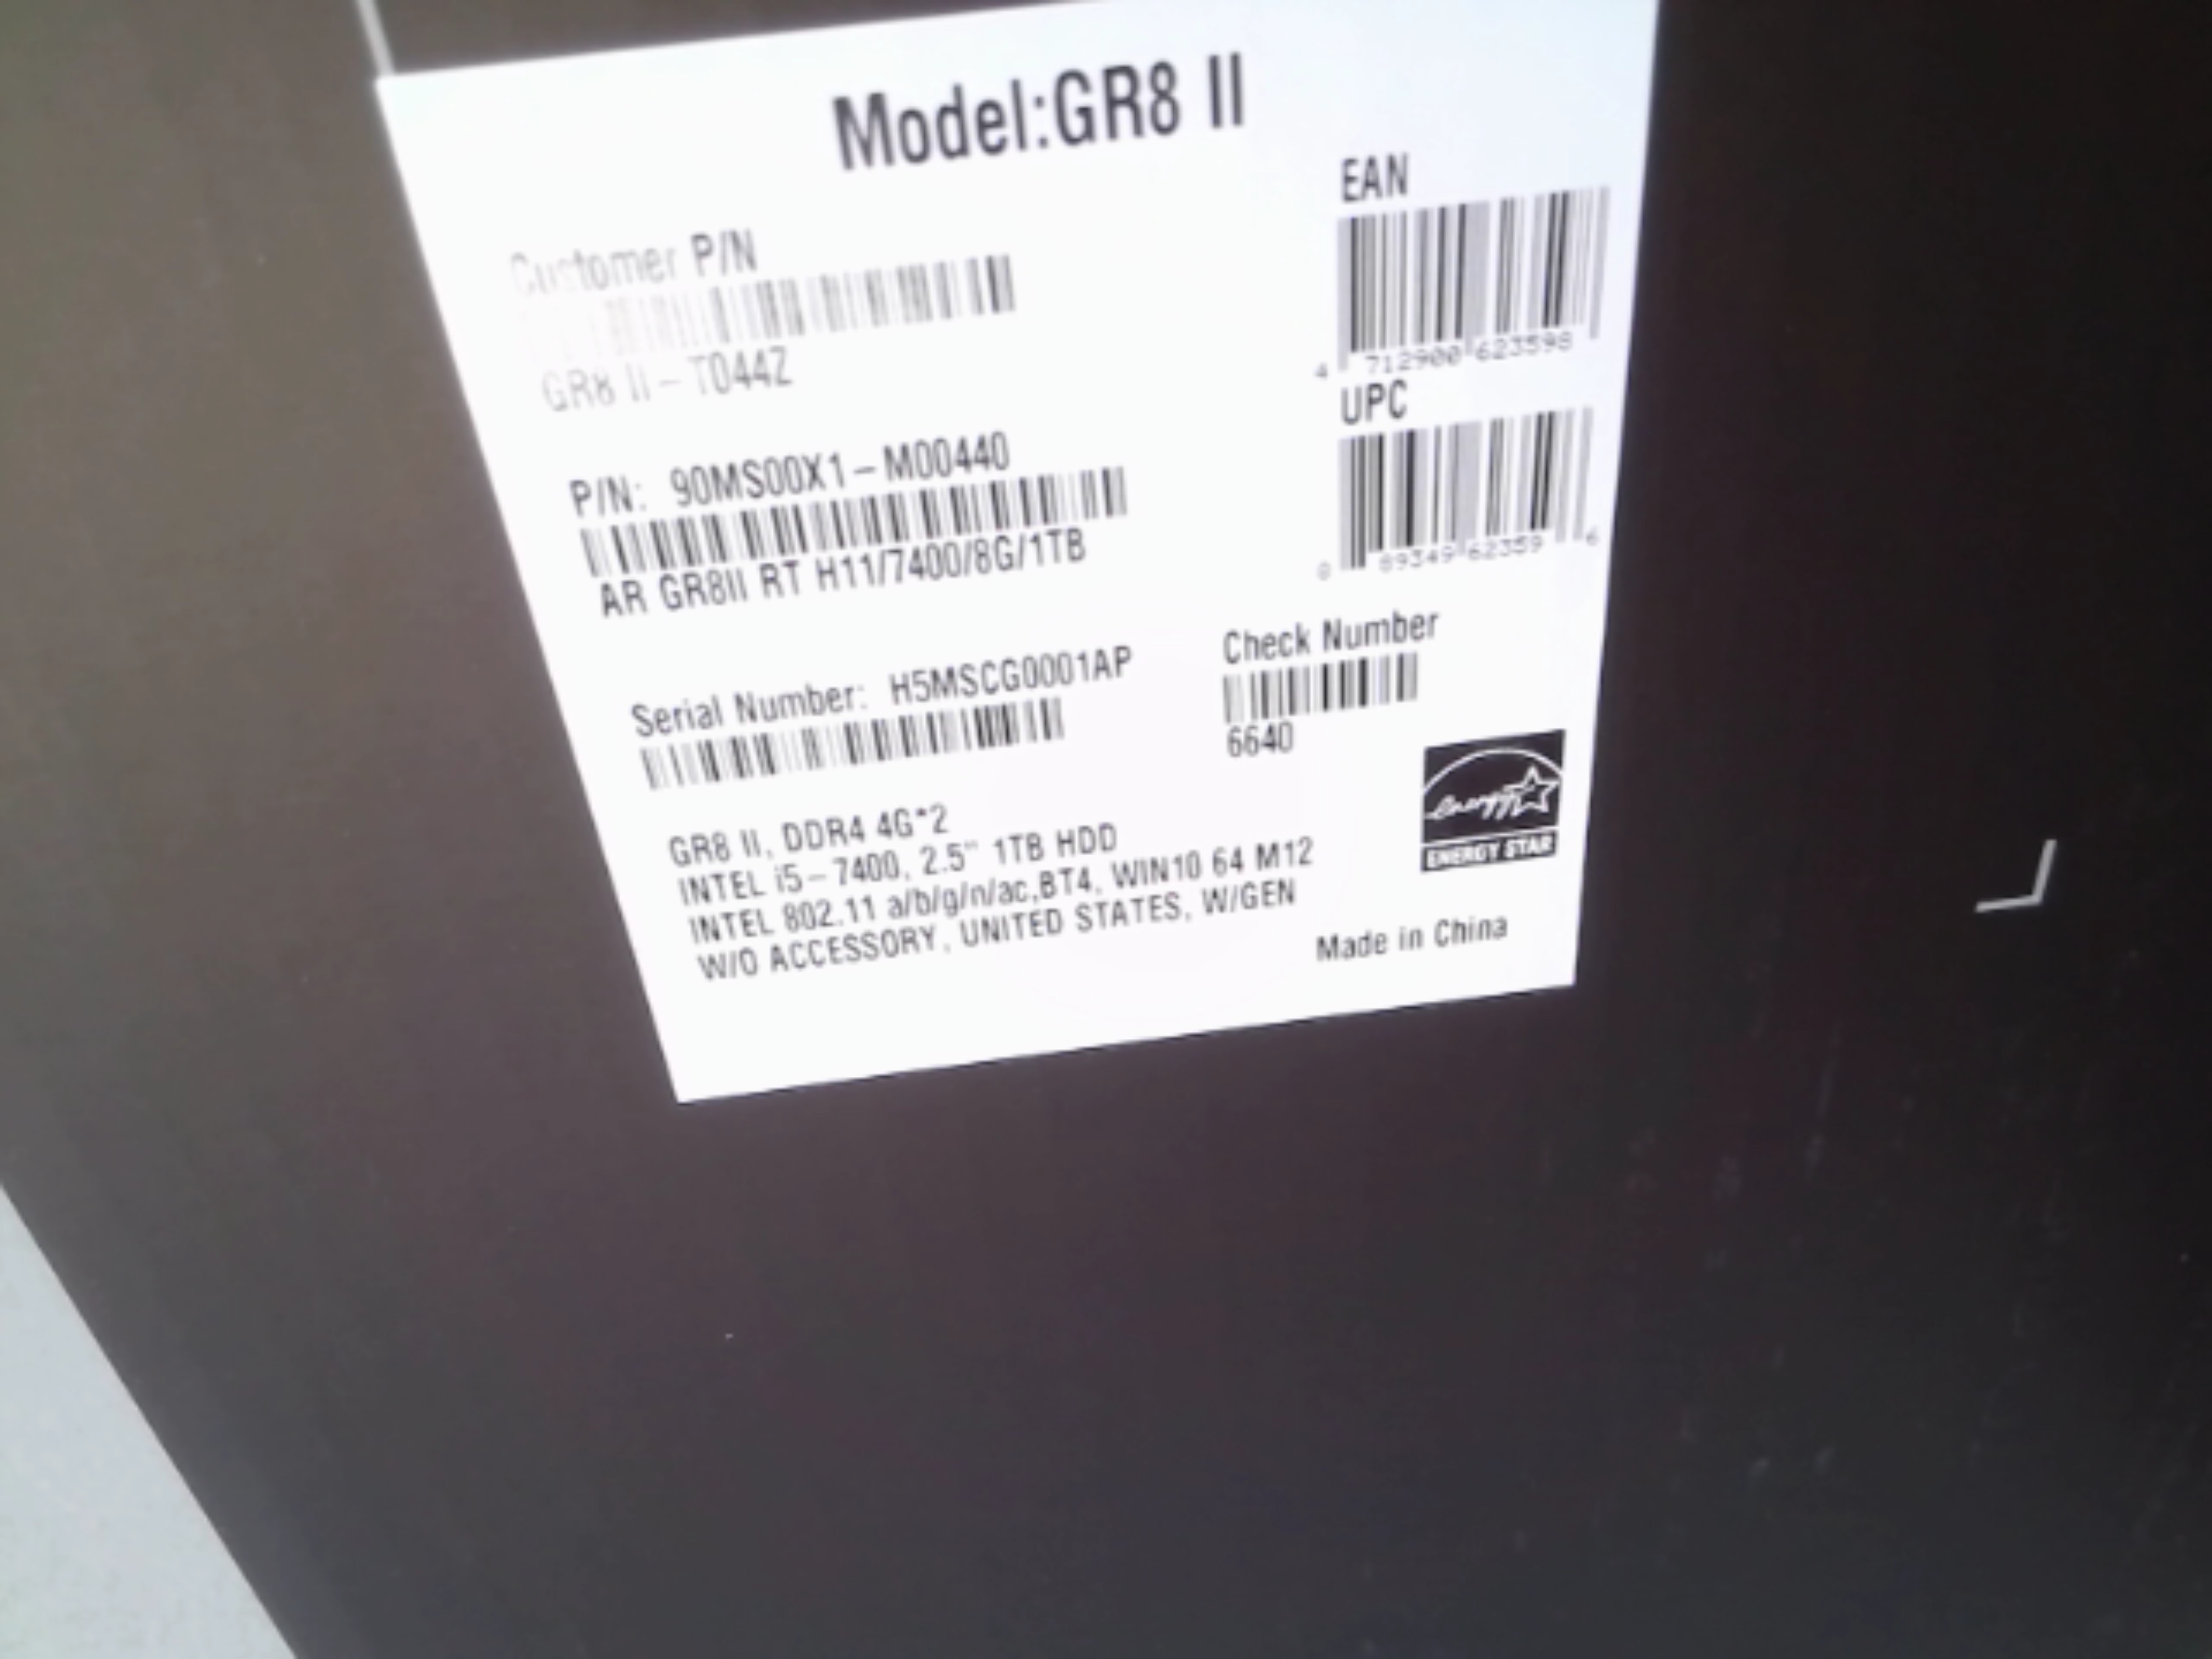 Model:GR8 II
EAN
4 712900 623598
Customer P/N
GR8 II-T044Z
UPC
0 89349 62359 6
P/N: 90MS00X1-M00440
AR GR8II RT H11/7400/8G/1TB
Serial Number: H5MSCG0001AP
Check Number
6640
GR8 II, DDR4 4G*2
INTEL i5-7400, 2.5" 1TB HDD
INTEL 802.11 a/b/g/n/ac,BT4, WIN10 64 M12
W/O ACCESSORY, UNITED STATES, W/GEN
energy
ENERGY STAR
Made in China